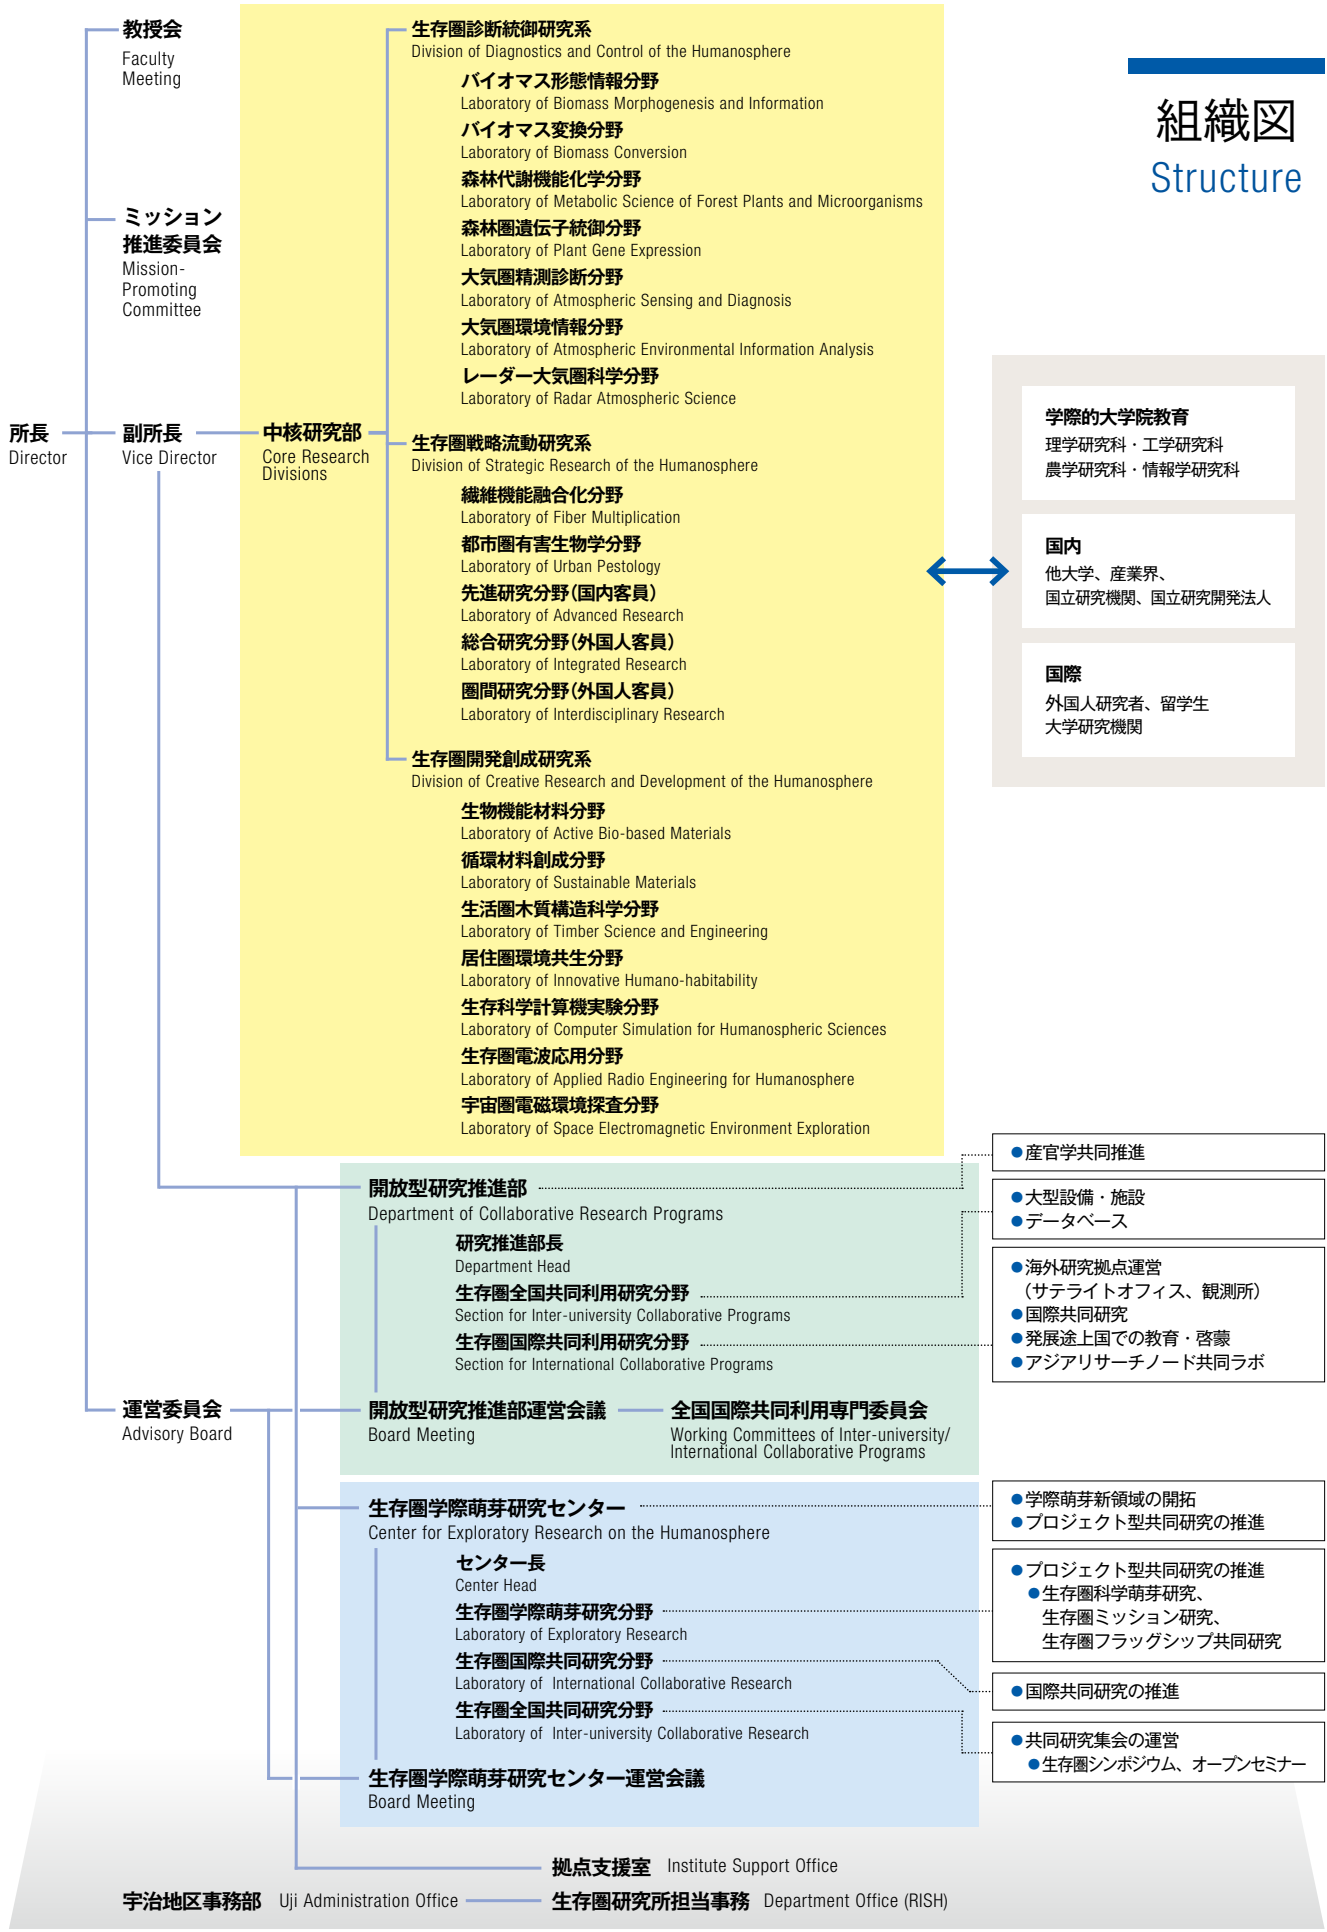 組織図
Structure
教授会
Faculty
Meeting
ミッション
推進委員会
Mission-
Promoting
Committee
所長
Director
副所長
Vice Director
中核研究部
Core Research
Divisions
生存圏診断統御研究系
Division of Diagnostics and Control of the Humanosphere
バイオマス形態情報分野
Laboratory of Biomass Morphogenesis and Information
バイオマス変換分野
Laboratory of Biomass Conversion
森林代謝機能化学分野
Laboratory of Metabolic Science of Forest Plants and Microorganisms
森林圏遺伝子統御分野
Laboratory of Plant Gene Expression
大気圏精測診断分野
Laboratory of Atmospheric Sensing and Diagnosis
大気圏環境情報分野
Laboratory of Atmospheric Environmental Information Analysis
レーダー大気圏科学分野
Laboratory of Radar Atmospheric Science
生存圏戦略流動研究系
Division of Strategic Research of the Humanosphere
繊維機能融合化分野
Laboratory of Fiber Multiplication
都市圏有害生物学分野
Laboratory of Urban Pestology
先進研究分野(国内客員)
Laboratory of Advanced Research
総合研究分野(外国人客員)
Laboratory of Integrated Research
圏間研究分野(外国人客員)
Laboratory of Interdisciplinary Research
生存圏開発創成研究系
Division of Creative Research and Development of the Humanosphere
生物機能材料分野
Laboratory of Active Bio-based Materials
循環材料創成分野
Laboratory of Sustainable Materials
生活圏木質構造科学分野
Laboratory of Timber Science and Engineering
居住圏環境共生分野
Laboratory of Innovative Humano-habitability
生存科学計算機実験分野
Laboratory of Computer Simulation for Humanospheric Sciences
生存圏電波応用分野
Laboratory of Applied Radio Engineering for Humanosphere
宇宙圏電磁環境探査分野
Laboratory of Space Electromagnetic Environment Exploration
学際的大学院教育
理学研究科・工学研究科
農学研究科・情報学研究科
国内
他大学、産業界、
国立研究機関、国立研究開発法人
国際
外国人研究者、留学生
大学研究機関
開放型研究推進部
Department of Collaborative Research Programs
研究推進部長
Department Head
生存圏全国共同利用研究分野
Section for Inter-university Collaborative Programs
生存圏国際共同利用研究分野
Section for International Collaborative Programs
●産官学共同推進
●大型設備・施設
●データベース
●海外研究拠点運営
(サテライトオフィス、観測所)
●国際共同研究
●発展途上国での教育・啓蒙
●アジアリサーチノード共同ラボ
運営委員会
Advisory Board
開放型研究推進部運営会議
Board Meeting
全国国際共同利用専門委員会
Working Committees of Inter-university/
International Collaborative Programs
生存圏学際萌芽研究センター
Center for Exploratory Research on the Humanosphere
センター長
Center Head
生存圏学際萌芽研究分野
Laboratory of Exploratory Research
生存圏国際共同研究分野
Laboratory of International Collaborative Research
生存圏全国共同研究分野
Laboratory of Inter-university Collaborative Research
生存圏学際萌芽研究センター運営会議
Board Meeting
●学際萌芽新領域の開拓
●プロジェクト型共同研究の推進
●プロジェクト型共同研究の推進
●生存圏科学萌芽研究、
生存圏ミッション研究、
生存圏フラッグシップ共同研究
●国際共同研究の推進
●共同研究集会の運営
●生存圏シンポジウム、オープンセミナー
拠点支援室 Institute Support Office
宇治地区事務部 Uji Administration Office 生存圏研究所担当事務 Department Office (RISH)